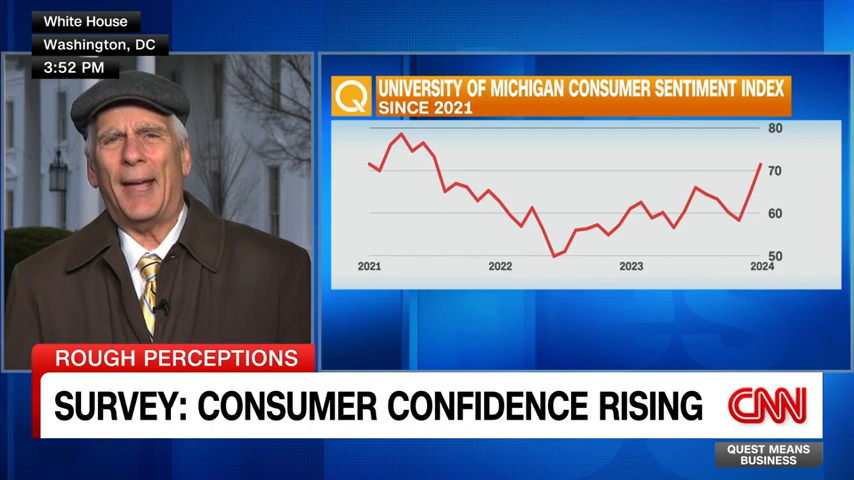 White House
Washington, DC
3:52 PM
Q
UNIVERSITY OF MICHIGAN CONSUMER SENTIMENT INDEX
SINCE 2021
80
70
60
50
2021
2022
2023
2024
ROUGH PERCEPTIONS
SURVEY: CONSUMER CONFIDENCE RISING
CNN
QUEST MEANS
BUSINESS